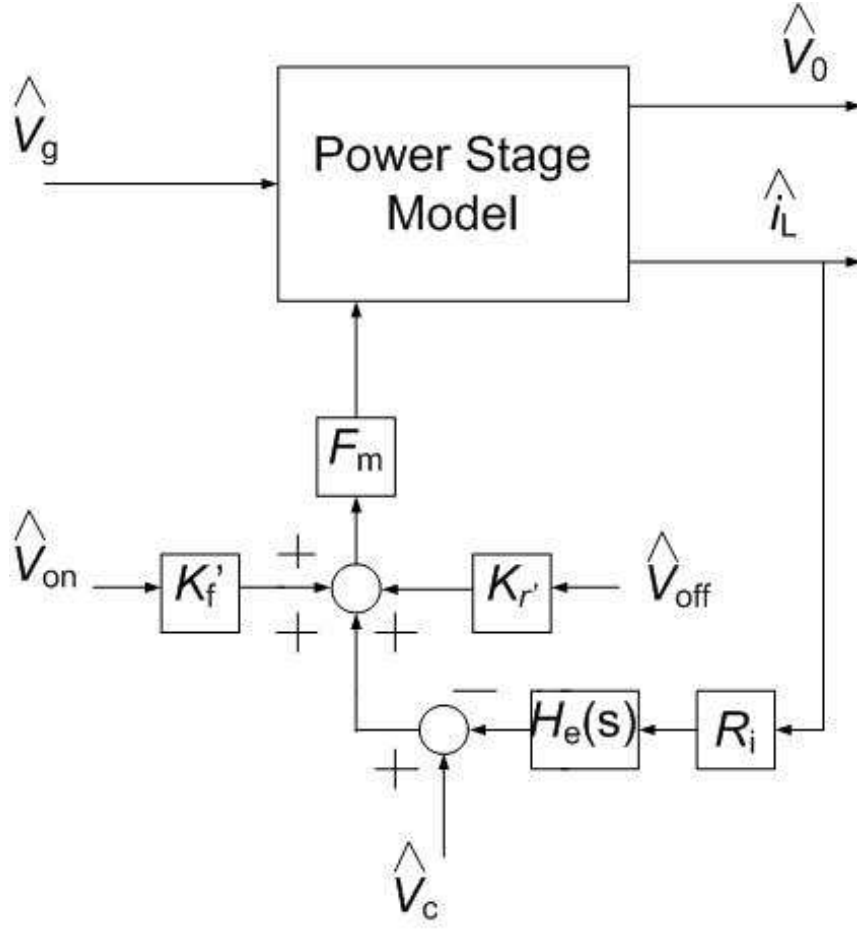 V̂₀
V̂g
Power Stage
Model
îL
Fm
V̂on
Kf’
+
Kr’
V̂off
+
+
−
He(s)
Ri
+
V̂c